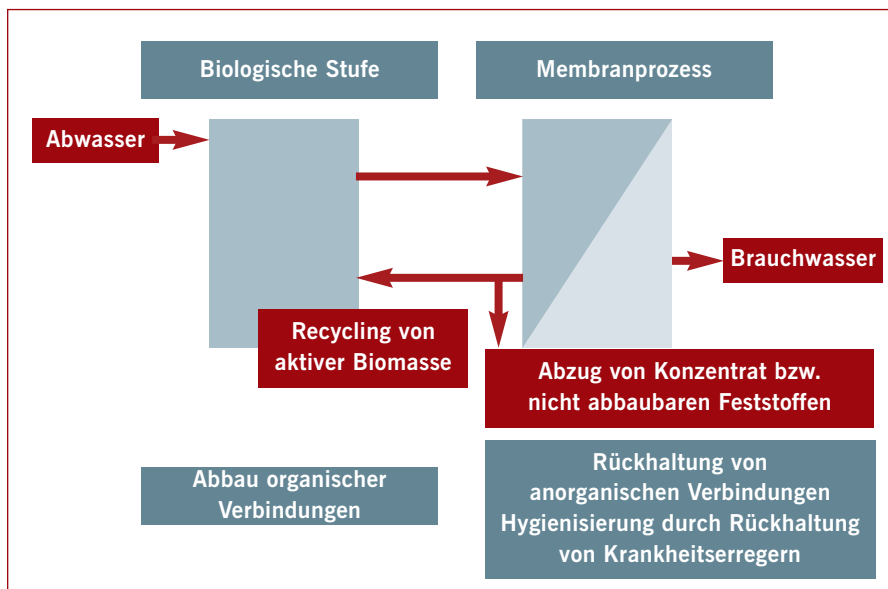 Biologische Stufe
Membranprozess
Abwasser
Brauchwasser
Recycling von
aktiver Biomasse
Abzug von Konzentrat bzw.
nicht abbaubaren Feststoffen
Abbau organischer
Verbindungen
Rückhaltung von
anorganischen Verbindungen
Hygienisierung durch Rückhaltung
von Krankheitserregern